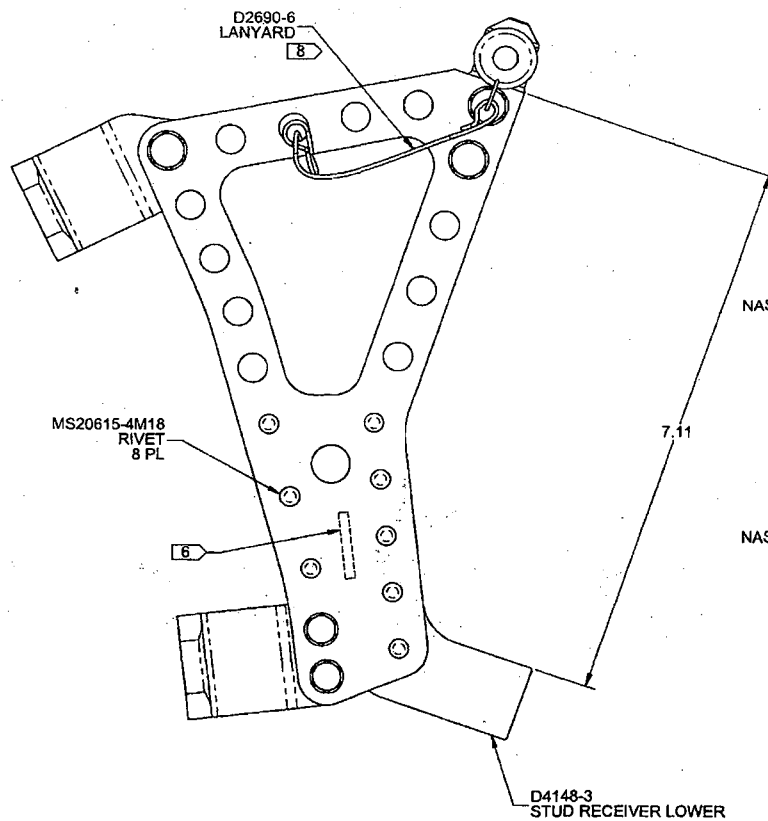 D2690-6
LANYARD
8
NAS
7.11
MS20615-4M18
RIVET
8 PL
NAS
6
D4148-3
STUD RECEIVER LOWER